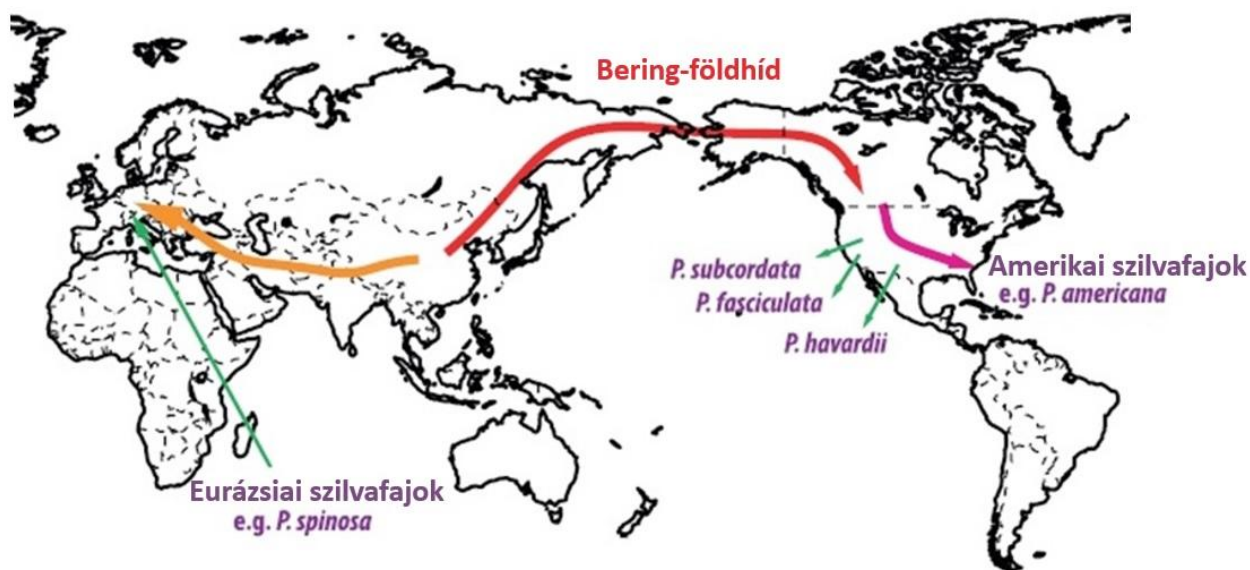 Bering-földhíd
P. subcordata
P. fasciculata
P. havardii
Amerikai szilvafajok
e.g. P. americana
Eurázsiai szilvafajok
e.g. P. spinosa